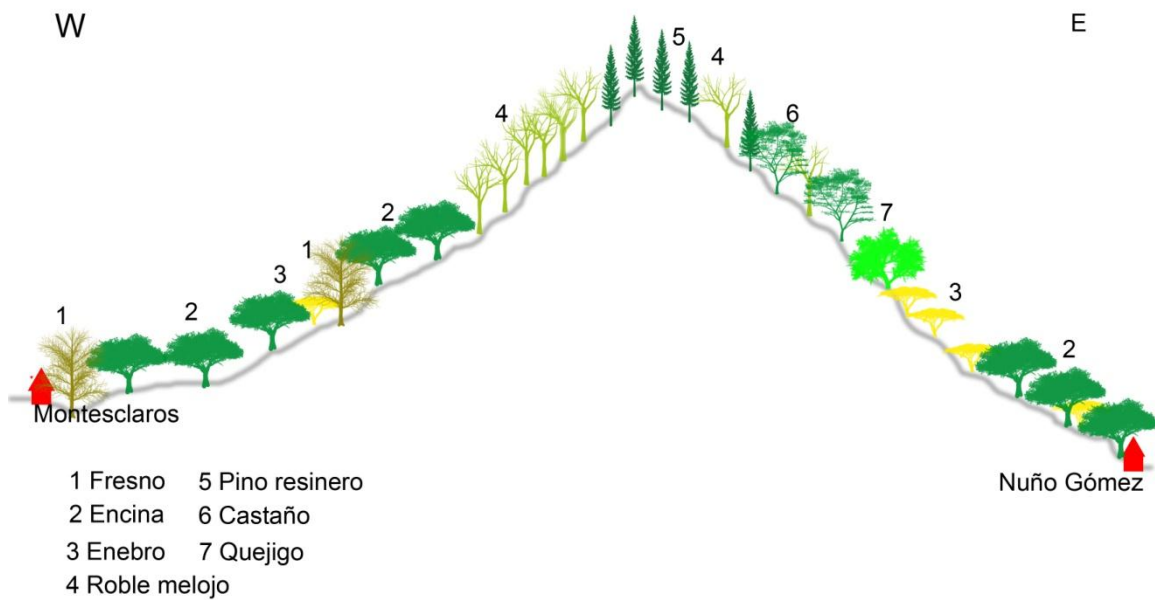 W
E
5
4
4
6
2
7
1
3
3
1
2
2
Montesclaros
Nuño Gómez
1 Fresno 5 Pino resinero
2 Encina 6 Castaño
3 Enebro 7 Quejigo
4 Roble melojo